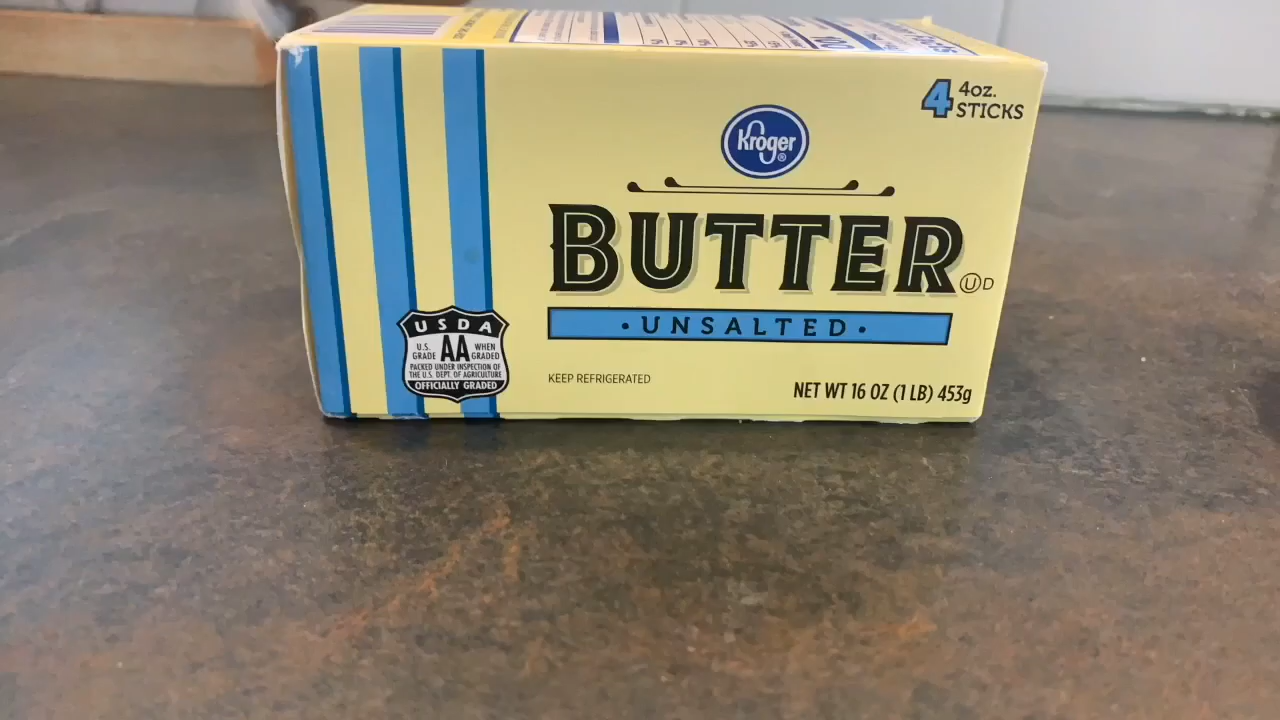 4 4oz.
STICKS
Kroger®
BUTTER ⓊD
·UNSALTED·
USDA
U.S. GRADE AA WHEN GRADED
PACKED UNDER INSPECTION OF
THE U.S. DEPT. OF AGRICULTURE
OFFICIALLY GRADED
KEEP REFRIGERATED
NET WT 16 OZ (1 LB) 453g